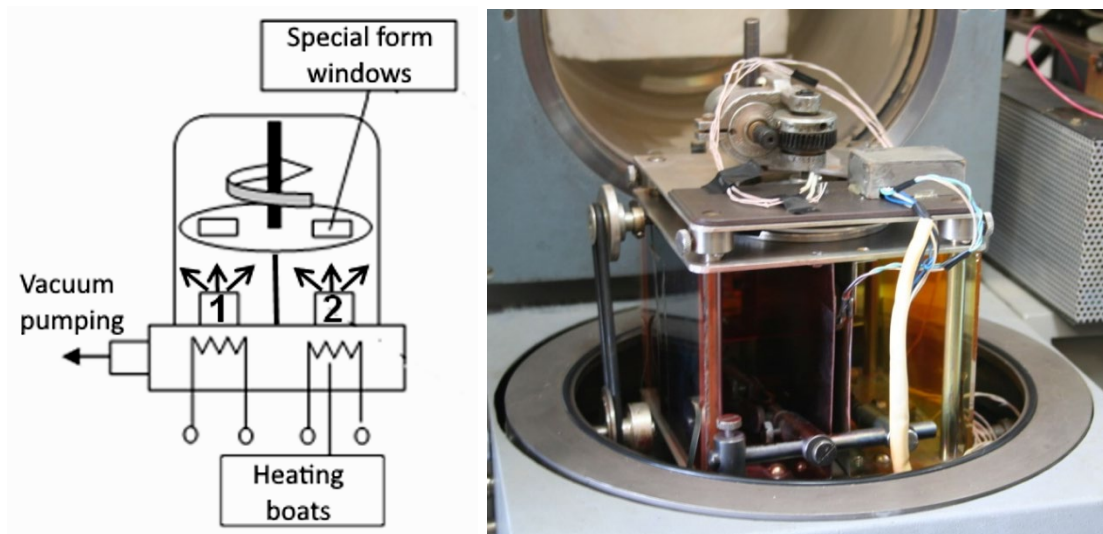 Special form
windows
Vacuum
pumping
1
2
Heating
boats